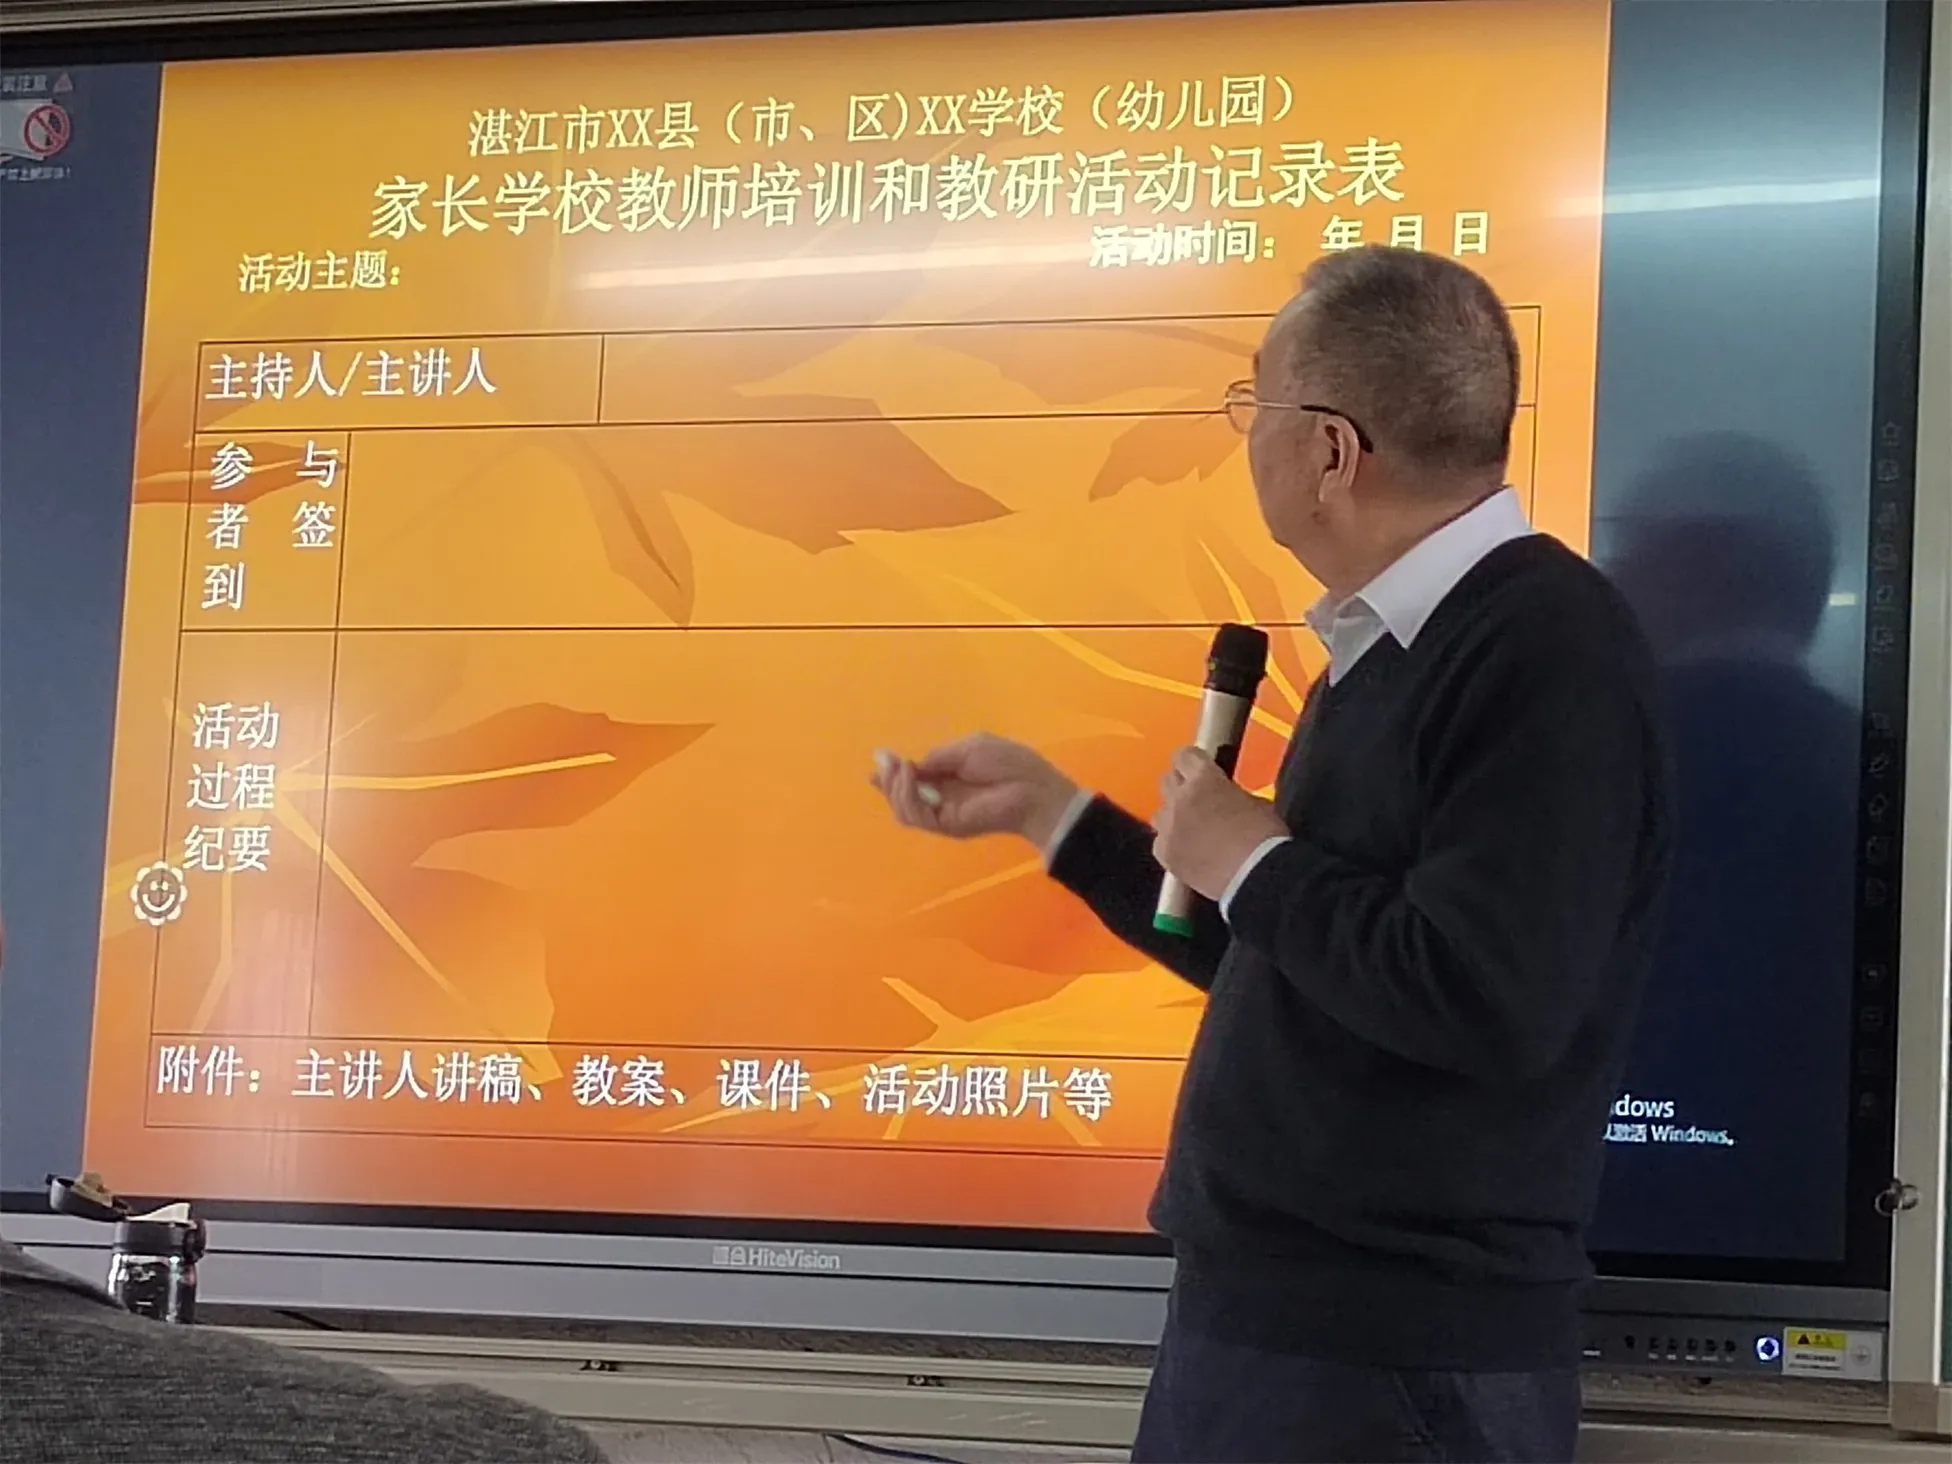 湛江市XX县（市、区)XX学校（幼儿园）
家长学校教师培训和教研活动记录表
活动时间： 年 月 日
活动主题：
主持人/主讲人
参 与
者 签
到
活动
过程
纪要
附件：主讲人讲稿、教案、课件、活动照片等
dows
激活 Windows。
HiteVision